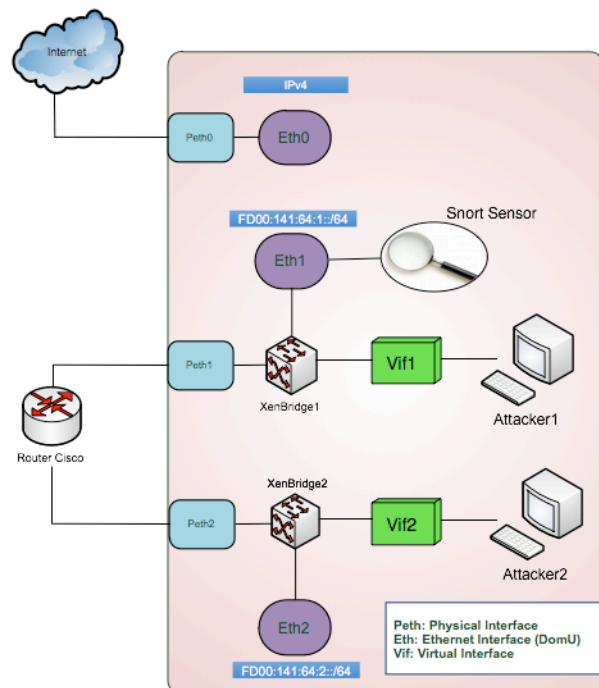 Internet
IPv4
Peth0
Eth0
Snort Sensor
FD00:141:64:1::/64
Eth1
Peth1
XenBridge1
Vif1
Attacker1
Router Cisco
XenBridge2
Peth2
Vif2
Attacker2
Eth2
FD00:141:64:2::/64
Peth: Physical Interface
Eth: Ethernet Interface (DomU)
Vif: Virtual Interface